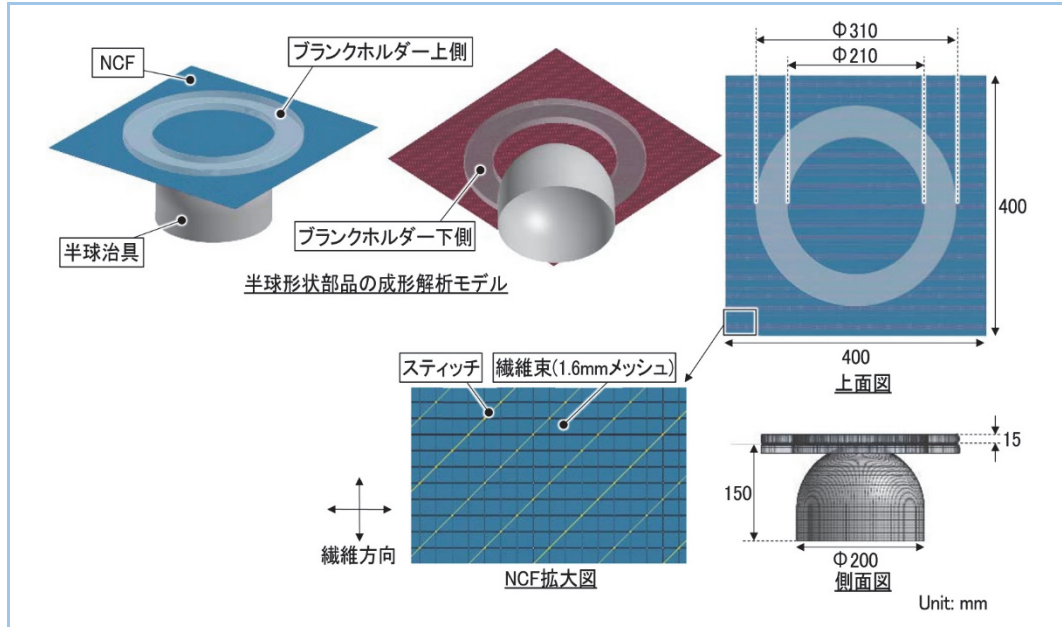 NCF
ブランクホルダー上側
半球治具
ブランクホルダー下側
半球形状部品の成形解析モデル
Φ310
Φ210
400
400
上面図
スティッチ
繊維束(1.6mmメッシュ)
繊維方向
NCF拡大図
15
150
Φ200
側面図
Unit: mm